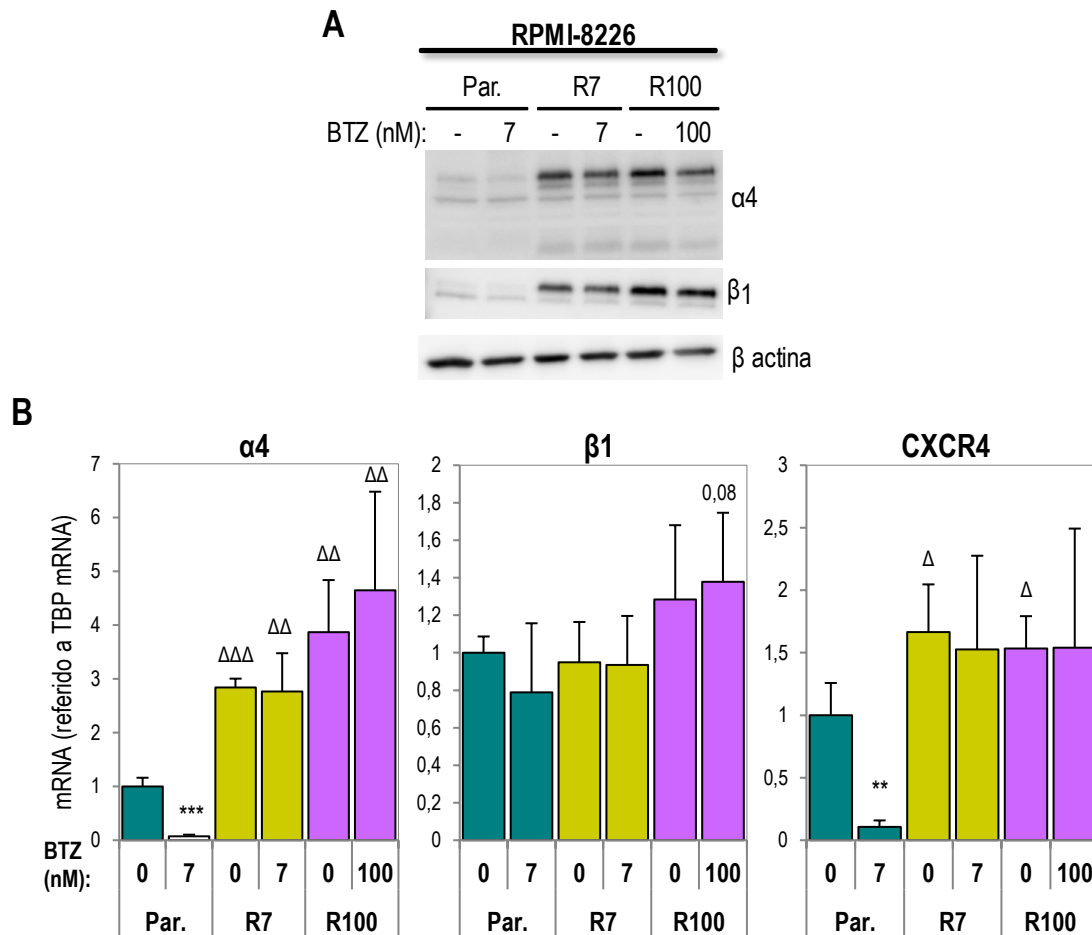 A
RPMI-8226
Par. R7 R100
BTZ (nM): - 7 - 7 - 100
α4
β1
β actina
B
α4 β1 CXCR4
mRNA (referido a TBP mRNA)
7
6
5
4
3
2
1
0
*** ΔΔΔ ΔΔ ΔΔ ΔΔ
2
1,8
1,6
1,4
1,2
1
0,8
0,6
0,4
0,2
0
0,08
3
2,5
2
1,5
1
0,5
0
** Δ Δ
BTZ
(nM):
0 7 0 7 0 100 0 7 0 7 0 100 0 7 0 7 0 100
Par. R7 R100 Par. R7 R100 Par. R7 R100